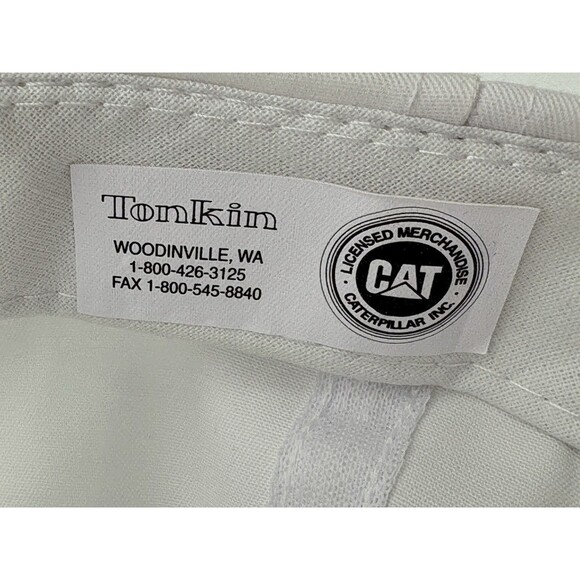 Tonkin
WOODINVILLE, WA
1-800-426-3125
FAX 1-800-545-8840
· LICENSED MERCHANDISE ·
CAT
CATERPILLAR INC.